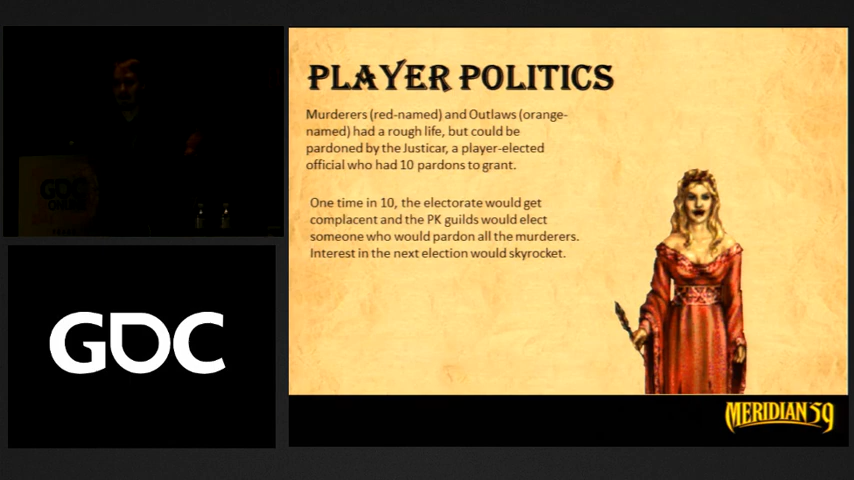 PLAYER POLITICS
Murderers (red-named) and Outlaws (orange-
named) had a rough life, but could be
pardoned by the Justicar, a player-elected
official who had 10 pardons to grant.
One time in 10, the electorate would get
complacent and the PK guilds would elect
someone who would pardon all the murderers.
Interest in the next election would skyrocket.
MERIDIAN 59
GDC
GDC